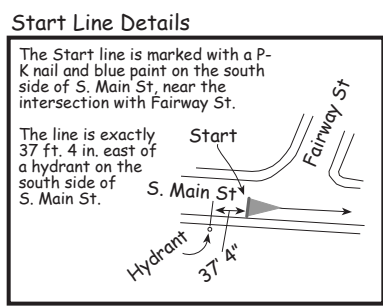 Start Line Details
The Start line is marked with a P-
K nail and blue paint on the south
side of S. Main St, near the
intersection with Fairway St.
The line is exactly
37 ft. 4 in. east of
a hydrant on the
south side of
S. Main St.
Start
Fairway St
S. Main St
Hydrant
37' 4"